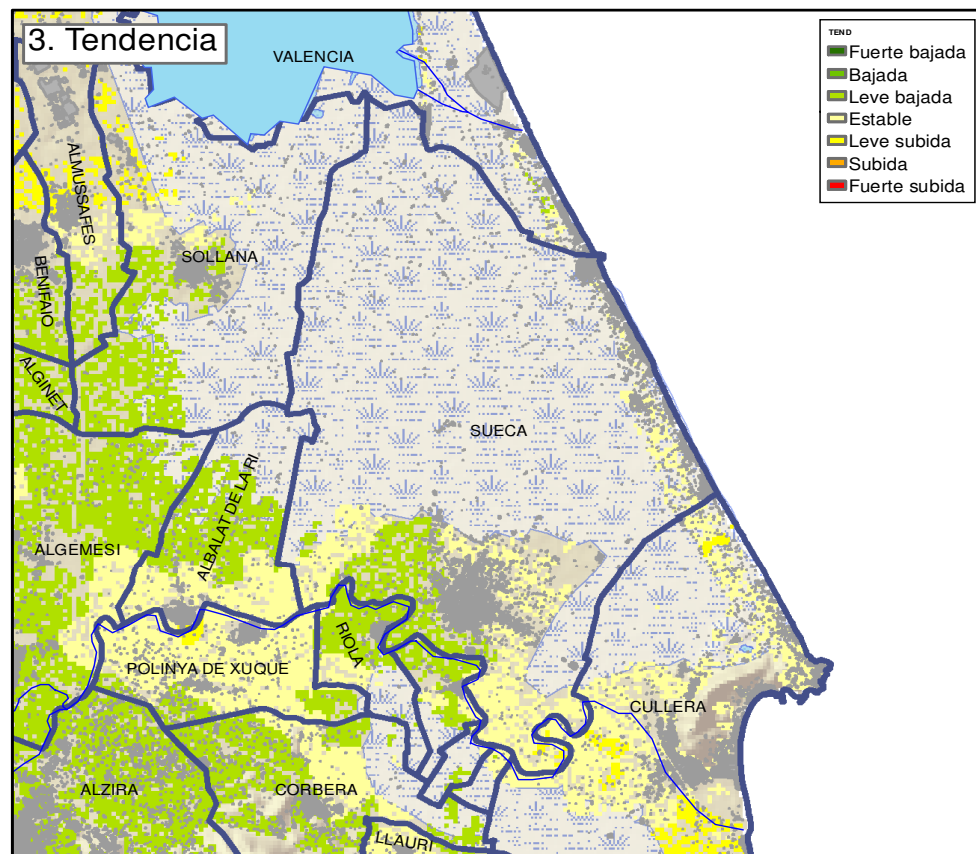 3. Tendencia
VALENCIA
TEND
Fuerte bajada
Bajada
Leve bajada
Estable
Leve subida
Subida
Fuerte subida
ALMUSSAFES
BENIFAIO
SOLLANA
ALGINET
SUECA
ALBALAT DE LA RI
ALGEMESI
RIOLA
POLINYA DE XUQUE
CULLERA
ALZIRA
CORBERA
LLAURI